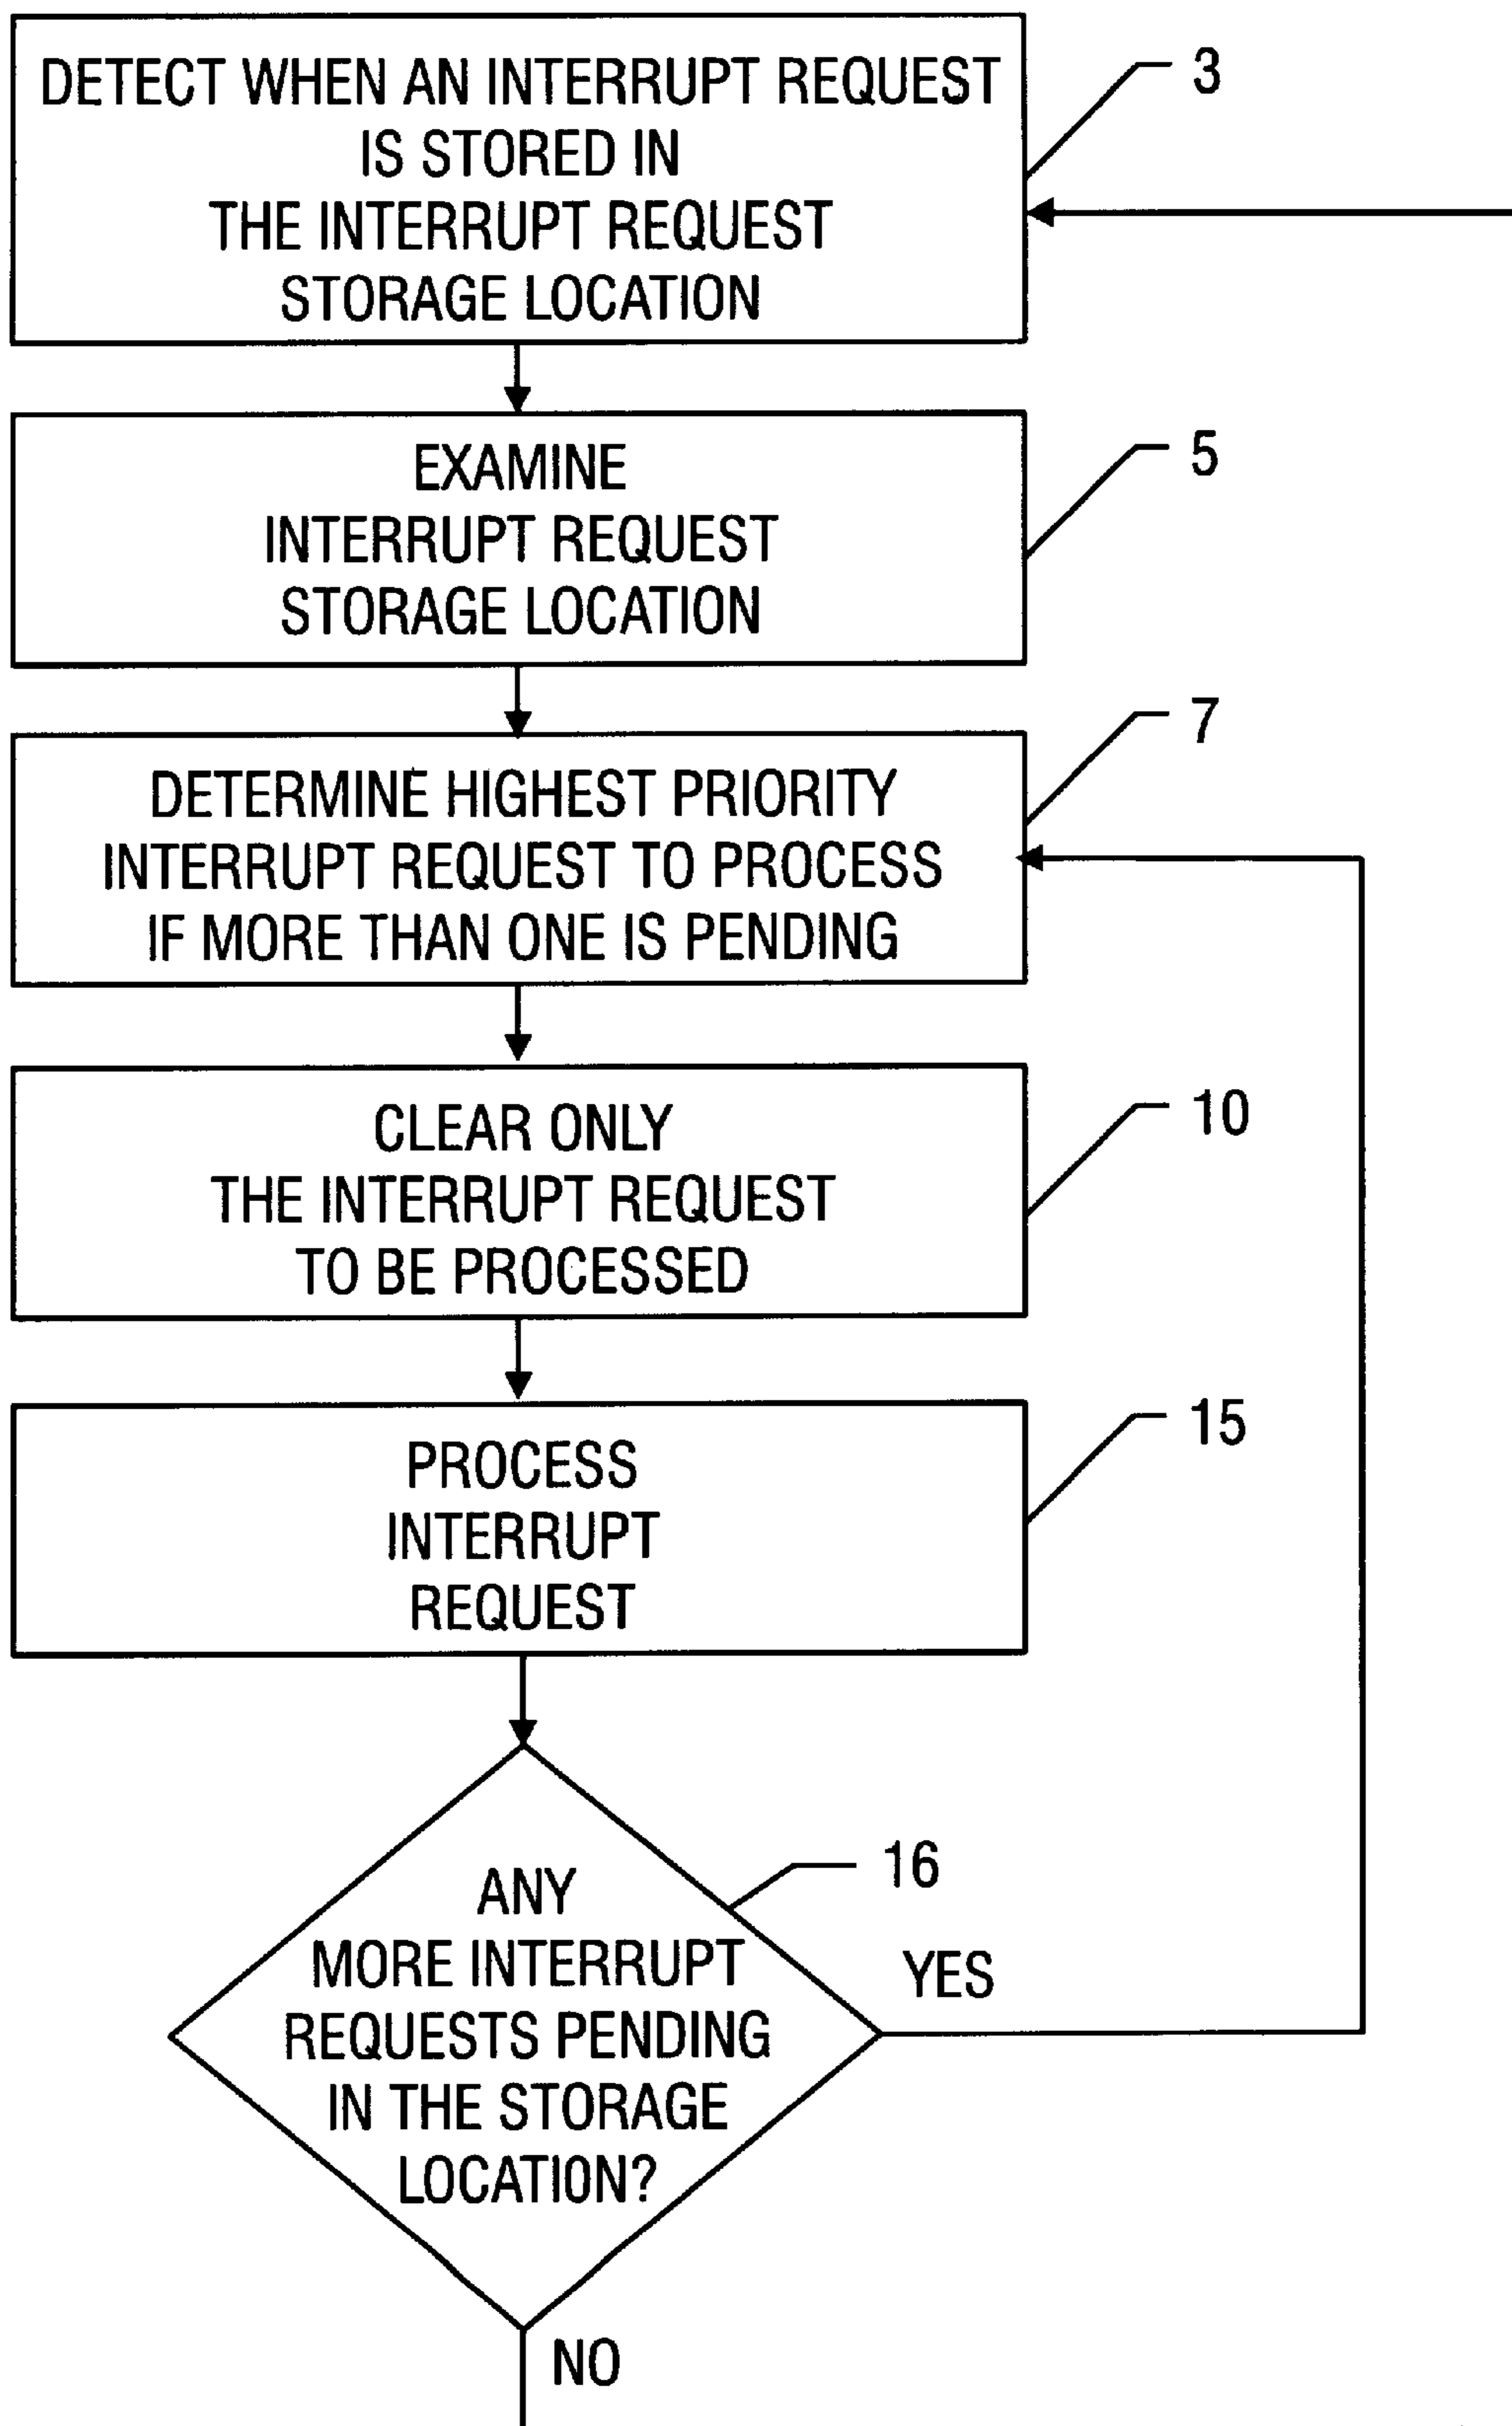 DETECT WHEN AN INTERRUPT REQUEST
IS STORED IN
THE INTERRUPT REQUEST
STORAGE LOCATION
3
EXAMINE
INTERRUPT REQUEST
STORAGE LOCATION
5
DETERMINE HIGHEST PRIORITY
INTERRUPT REQUEST TO PROCESS
IF MORE THAN ONE IS PENDING
7
CLEAR ONLY
THE INTERRUPT REQUEST
TO BE PROCESSED
10
PROCESS
INTERRUPT
REQUEST
15
ANY
MORE INTERRUPT
REQUESTS PENDING
IN THE STORAGE
LOCATION?
16
YES
NO